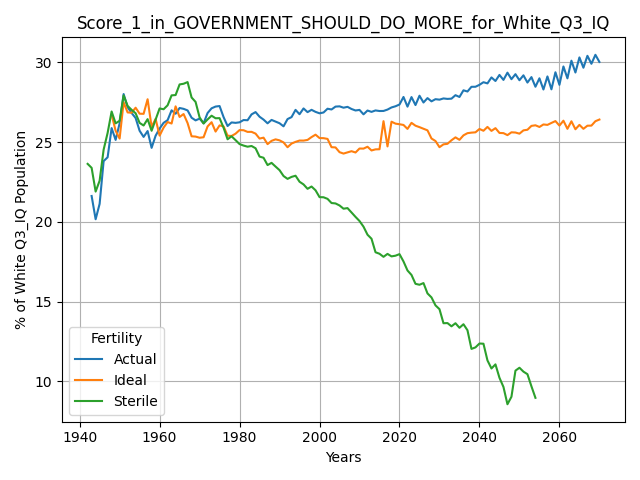 Score_1_in_GOVERNMENT_SHOULD_DO_MORE_for_White_Q3_IQ
% of White Q3_IQ Population
30
25
20
15
10
Fertility
Actual
Ideal
Sterile
1940 1960 1980 2000 2020 2040 2060
Years